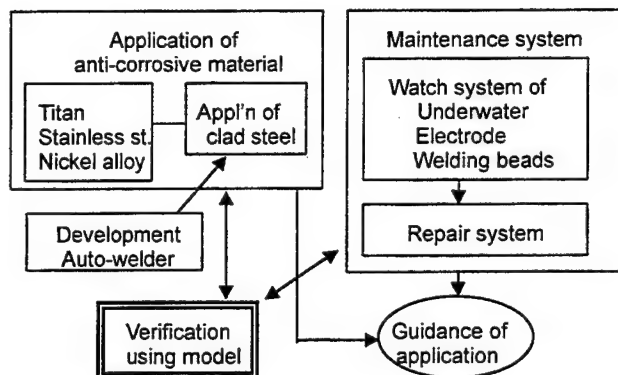 Application of
anti-corrosive material
Titan
Stainless st.
Nickel alloy
Appl'n of
clad steel
Development
Auto-welder
Verification
using model
Maintenance system
Watch system of
Underwater
Electrode
Welding beads
Repair system
Guidance of
application